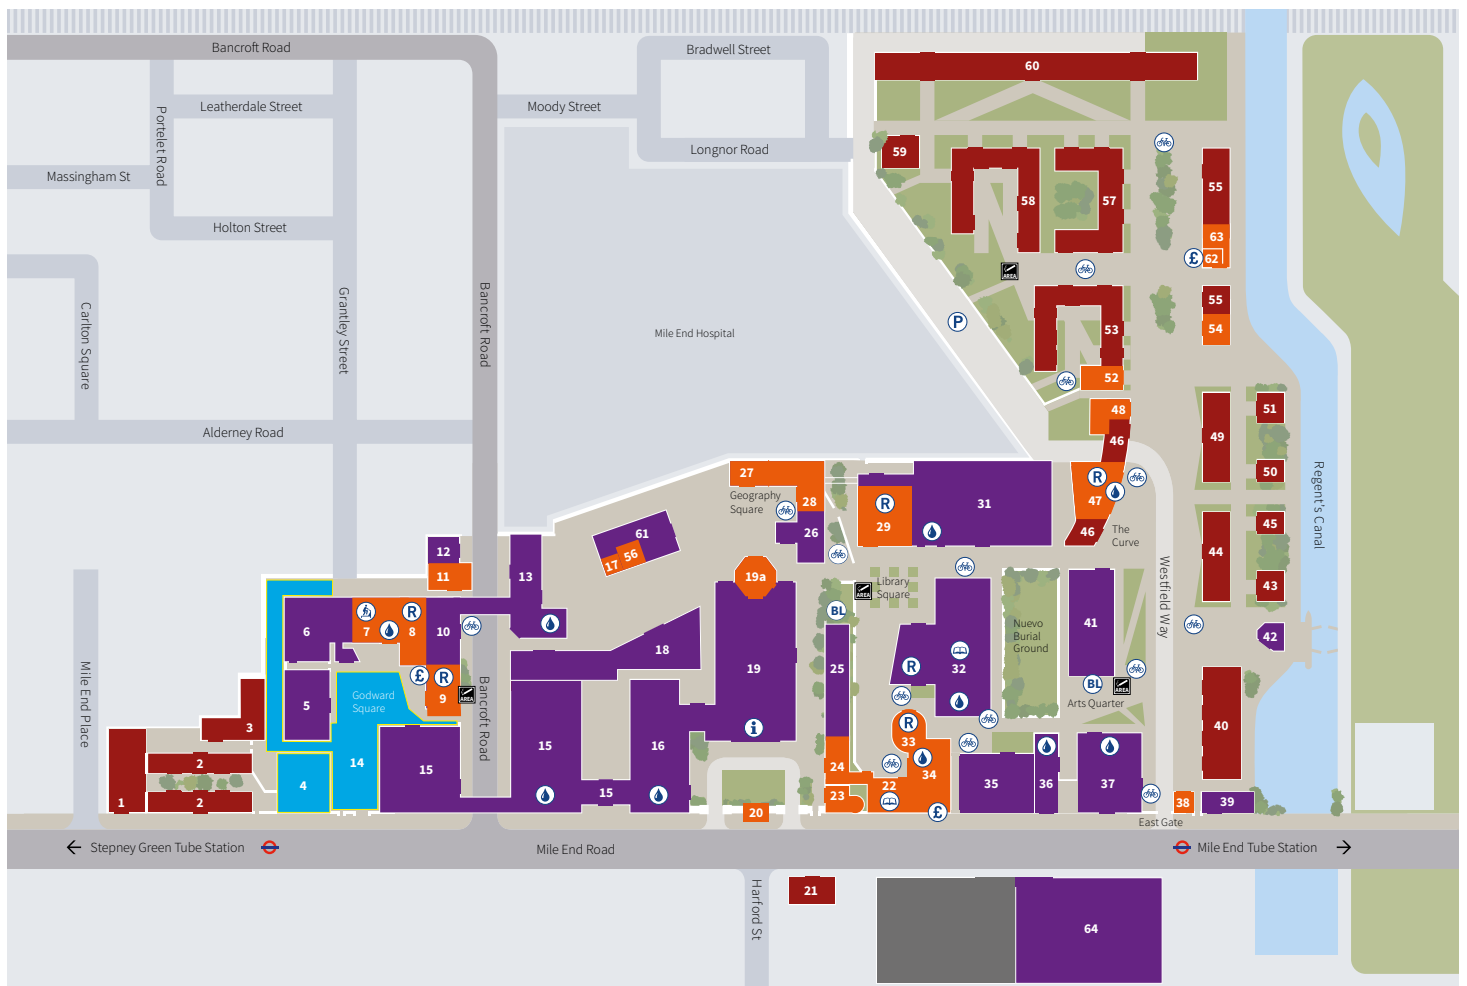 Bancroft Road
Bradwell Street
60
Leatherdale Street
Moody Street
Portelet Road
Longnor Road
59
Massingham St
55
58
57
Holton Street
63
£
62
AREA
Carlton Square
Grantley Street
Bancroft Road
P
55
Mile End Hospital
53
54
52
51
48
Alderney Road
49
46
50
27
Geography
Square
28
R
47
R
29
31
Regent's Canal
45
26
46
The
Curve
61
56
17
12
44
11
13
19a
43
AREA
Library
Square
Westfield Way
BL
7
R
8
6
10
Nuevo
Burial
Ground
41
42
18
25
R
32
19
£
R
9
AREA
Godward
Square
5
BL
AREA
Arts Quarter
3
Mile End Place
Bancroft Road
i
R
33
40
15
16
2
14
15
24
34
4
35
36
37
22
15
23
1
2
20
£
38
39
East Gate
← Stepney Green Tube Station
Mile End Road
Mile End Tube Station →
Harford St
21
64